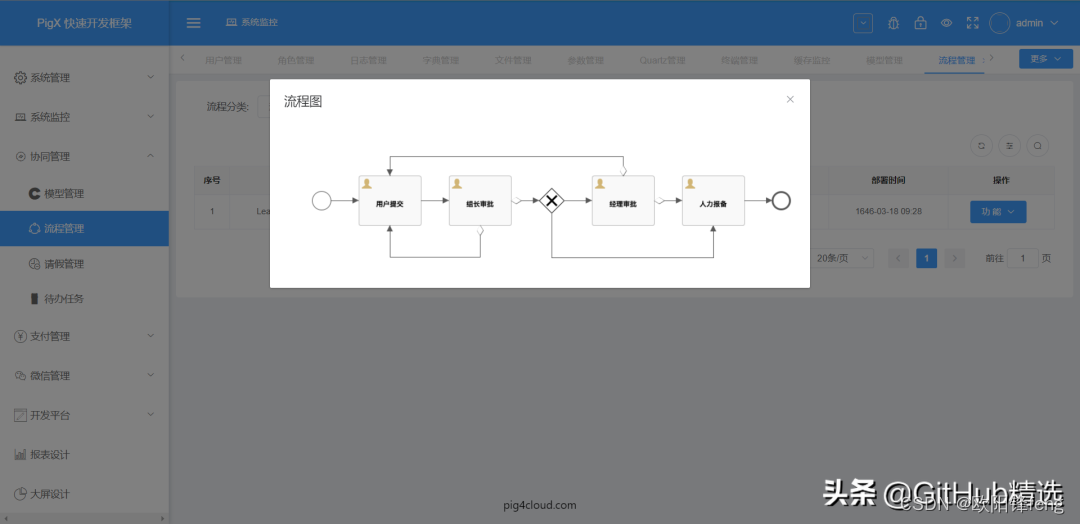 PigX 快速开发框架
系统监控
admin
用户管理
角色管理
日志管理
字典管理
文件管理
参数管理
Quartz管理
终端管理
缓存监控
模型管理
流程管理
更多
系统管理
系统监控
协同管理
模型管理
流程管理
请假管理
待办任务
支付管理
微信管理
开发平台
报表设计
大屏设计
流程分类:
流程图
用户提交
组长审批
经理审批
人力报备
序号
部署时间
操作
1
Lea
1646-03-18 09:28
功能
20条/页
1
前往
1
页
pig4cloud.com
头条 @GitHub精选
CSDN @欧阳锋feng